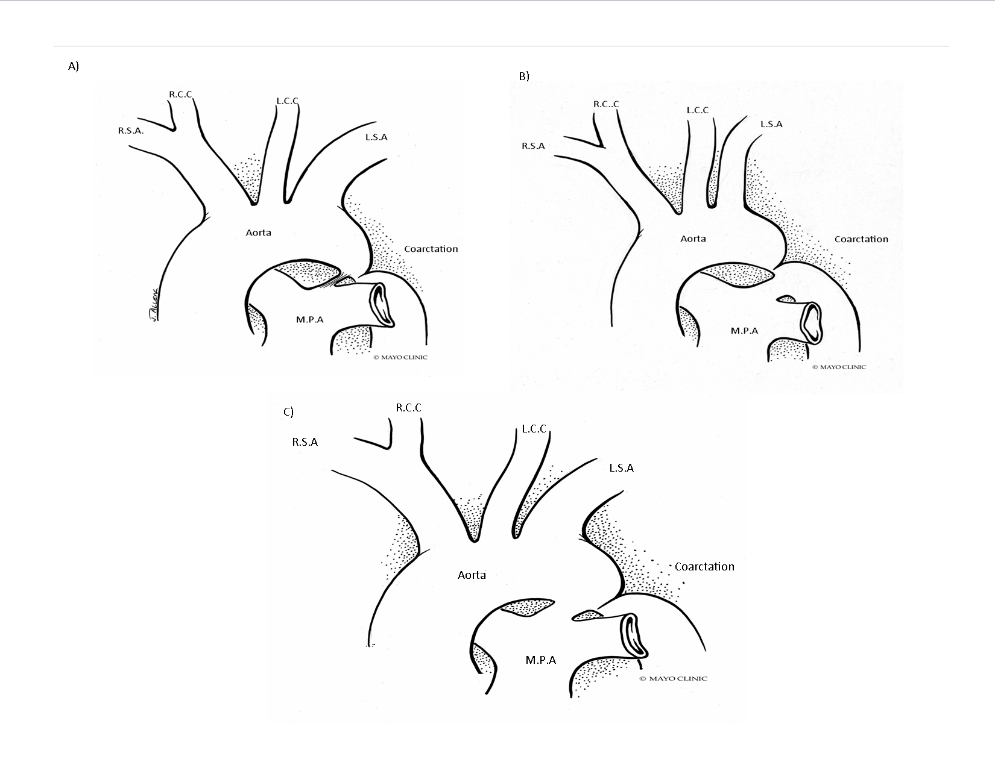 A)
R.C.C
L.C.C
R.S.A.
L.S.A
Aorta
Coarctation
M.P.A
© MAYO CLINIC
B)
R.C..C
L.C.C
L.S.A
R.S.A
Aorta
Coarctation
M.P.A
© MAYO CLINIC
C)
R.C.C
L.C.C
R.S.A
L.S.A
Coarctation
Aorta
M.P.A
© MAYO CLINIC